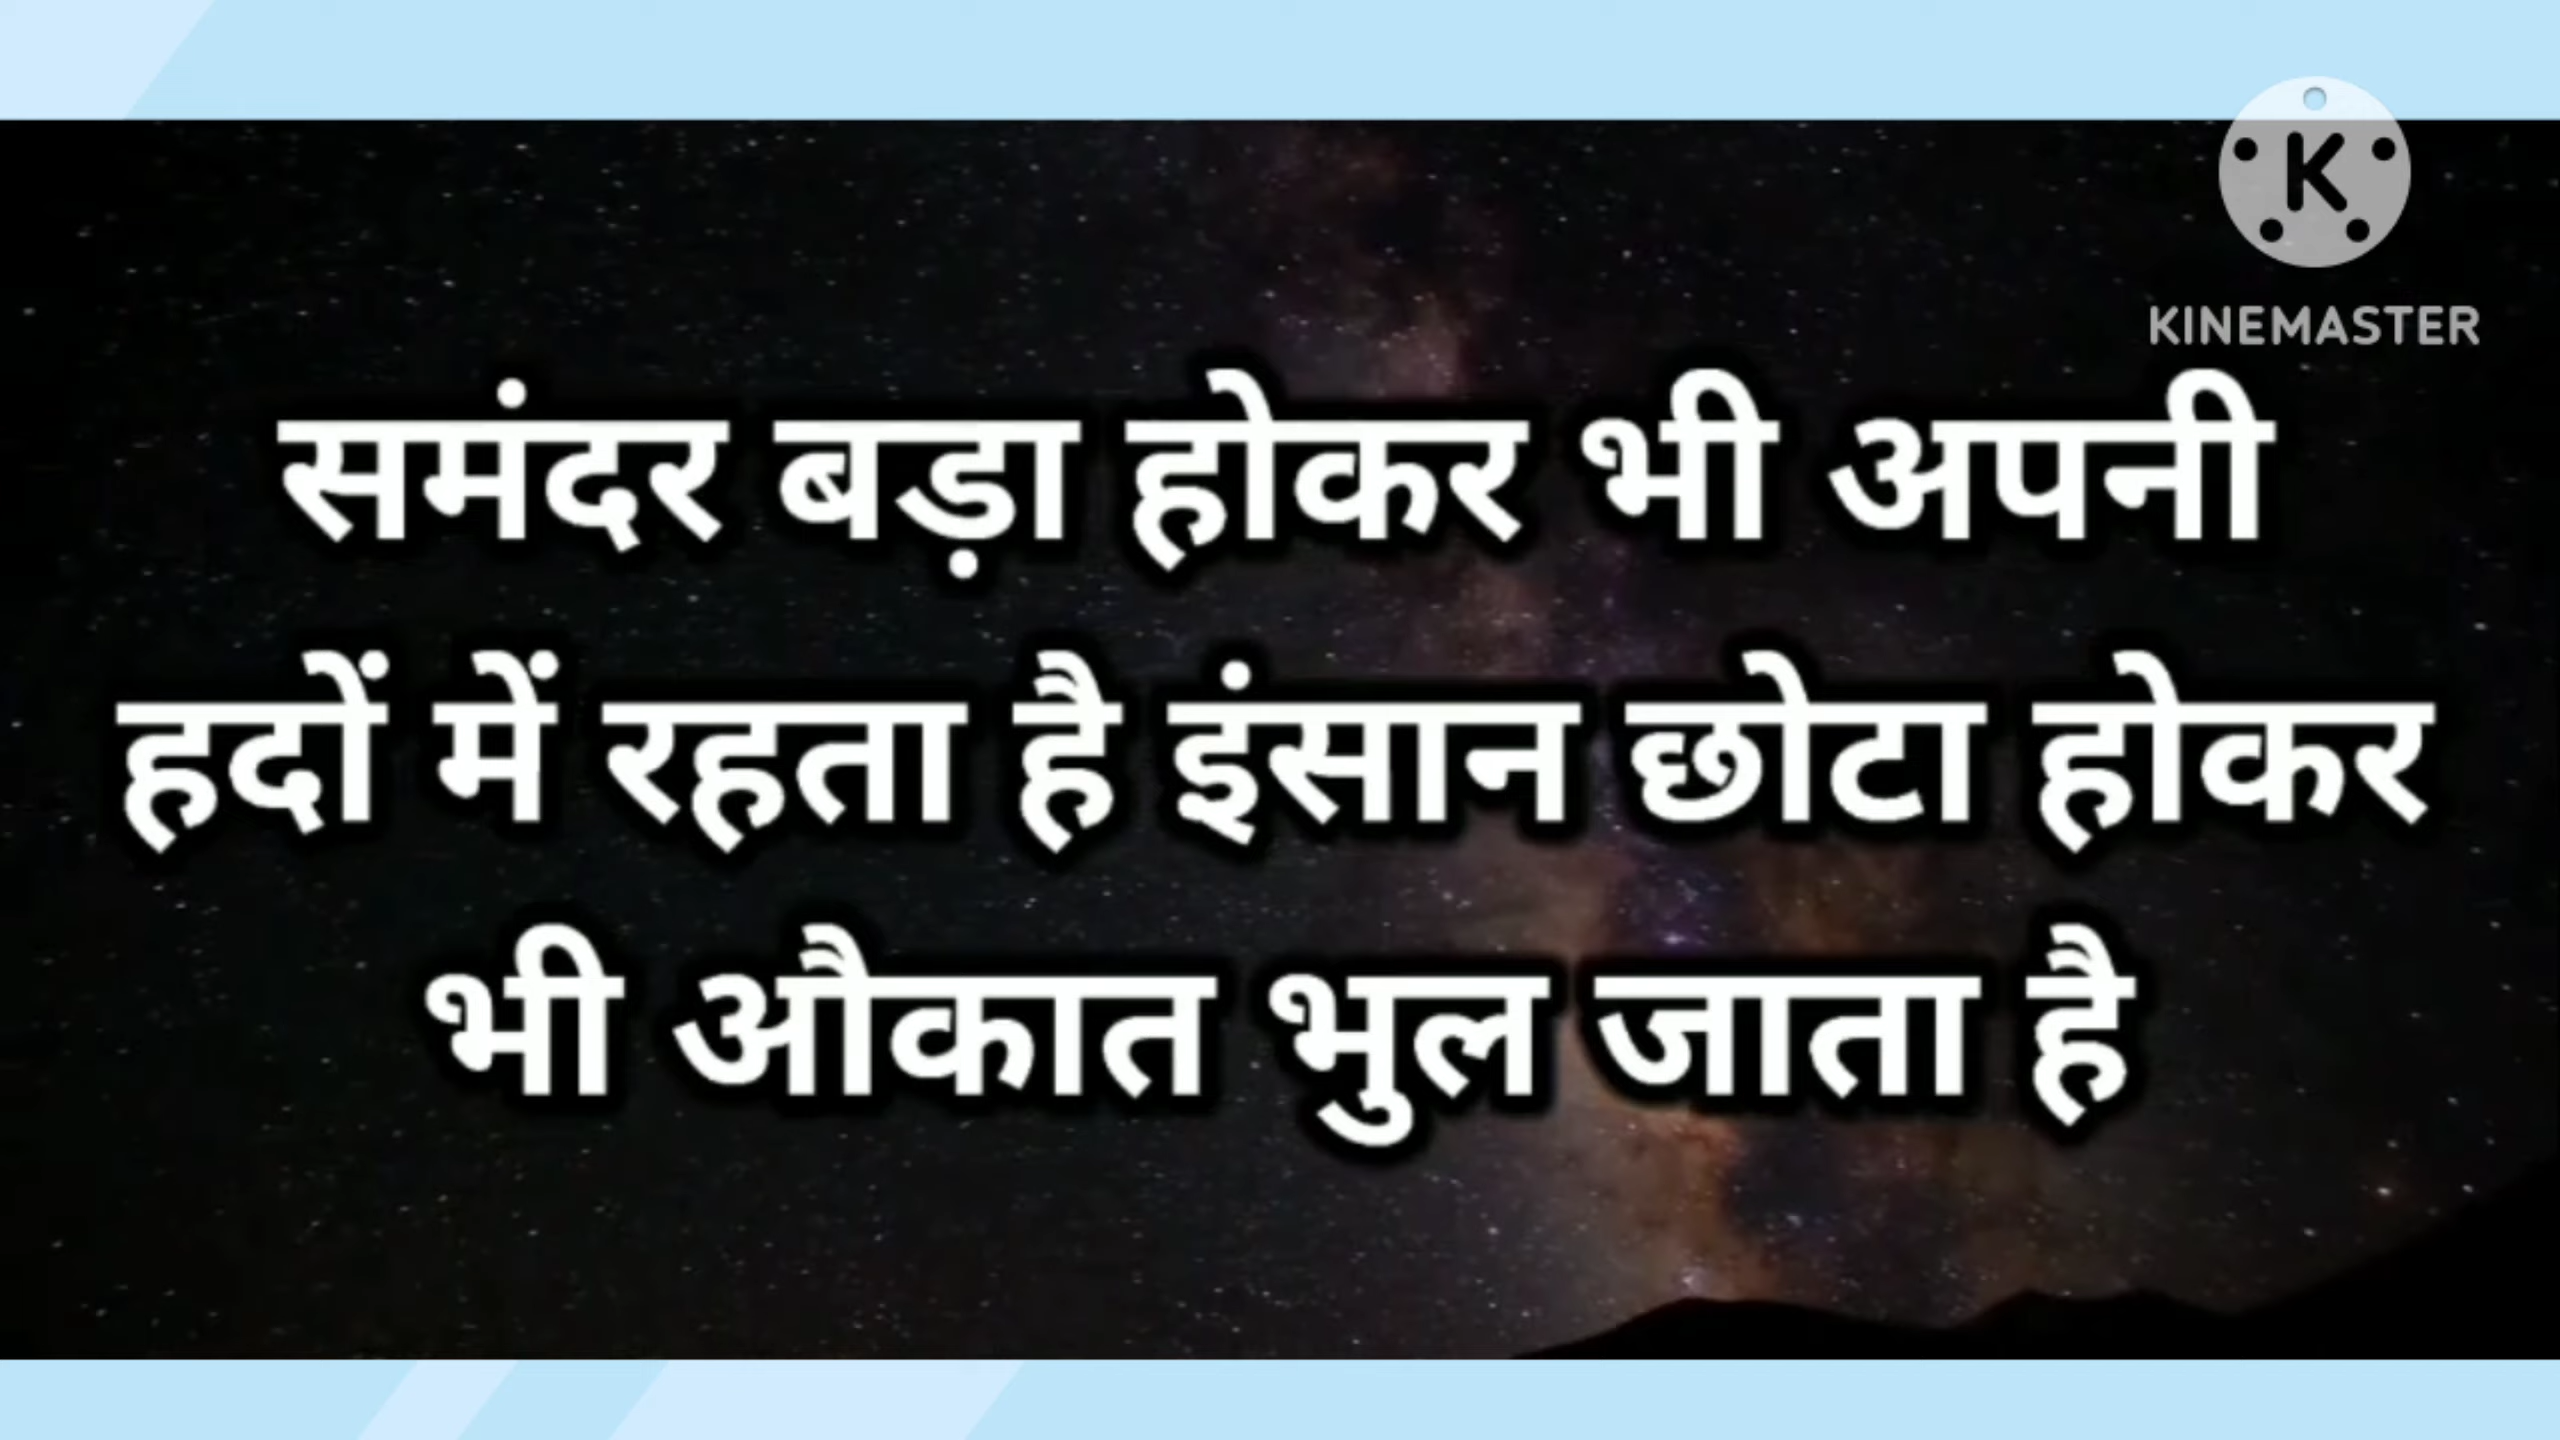 KINEMASTER
समंदर बड़ा होकर भी अपनी
हदों में रहता है इंसान छोटा होकर
भी औकात भुल जाता है